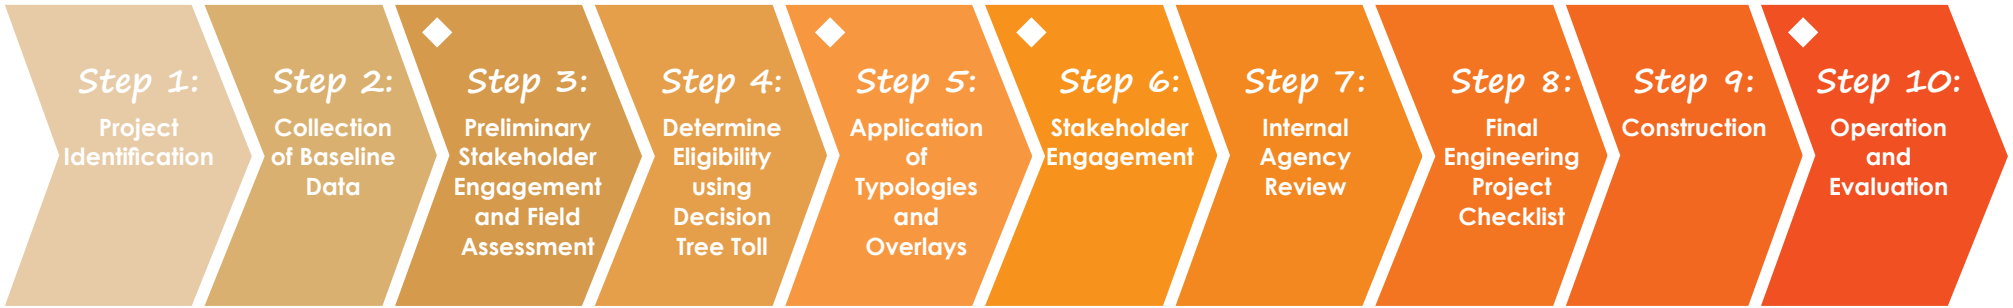 Step 1:
Project
Identification
Step 2:
Collection
of Baseline
Data
Step 3:
Preliminary
Stakeholder
Engagement
and Field
Assessment
Step 4:
Determine
Eligibility
using
Decision
Tree Toll
Step 5:
Application
of
Typologies
and
Overlays
Step 6:
Stakeholder
Engagement
Step 7:
Internal
Agency
Review
Step 8:
Final
Engineering
Project
Checklist
Step 9:
Construction
Step 10:
Operation
and
Evaluation